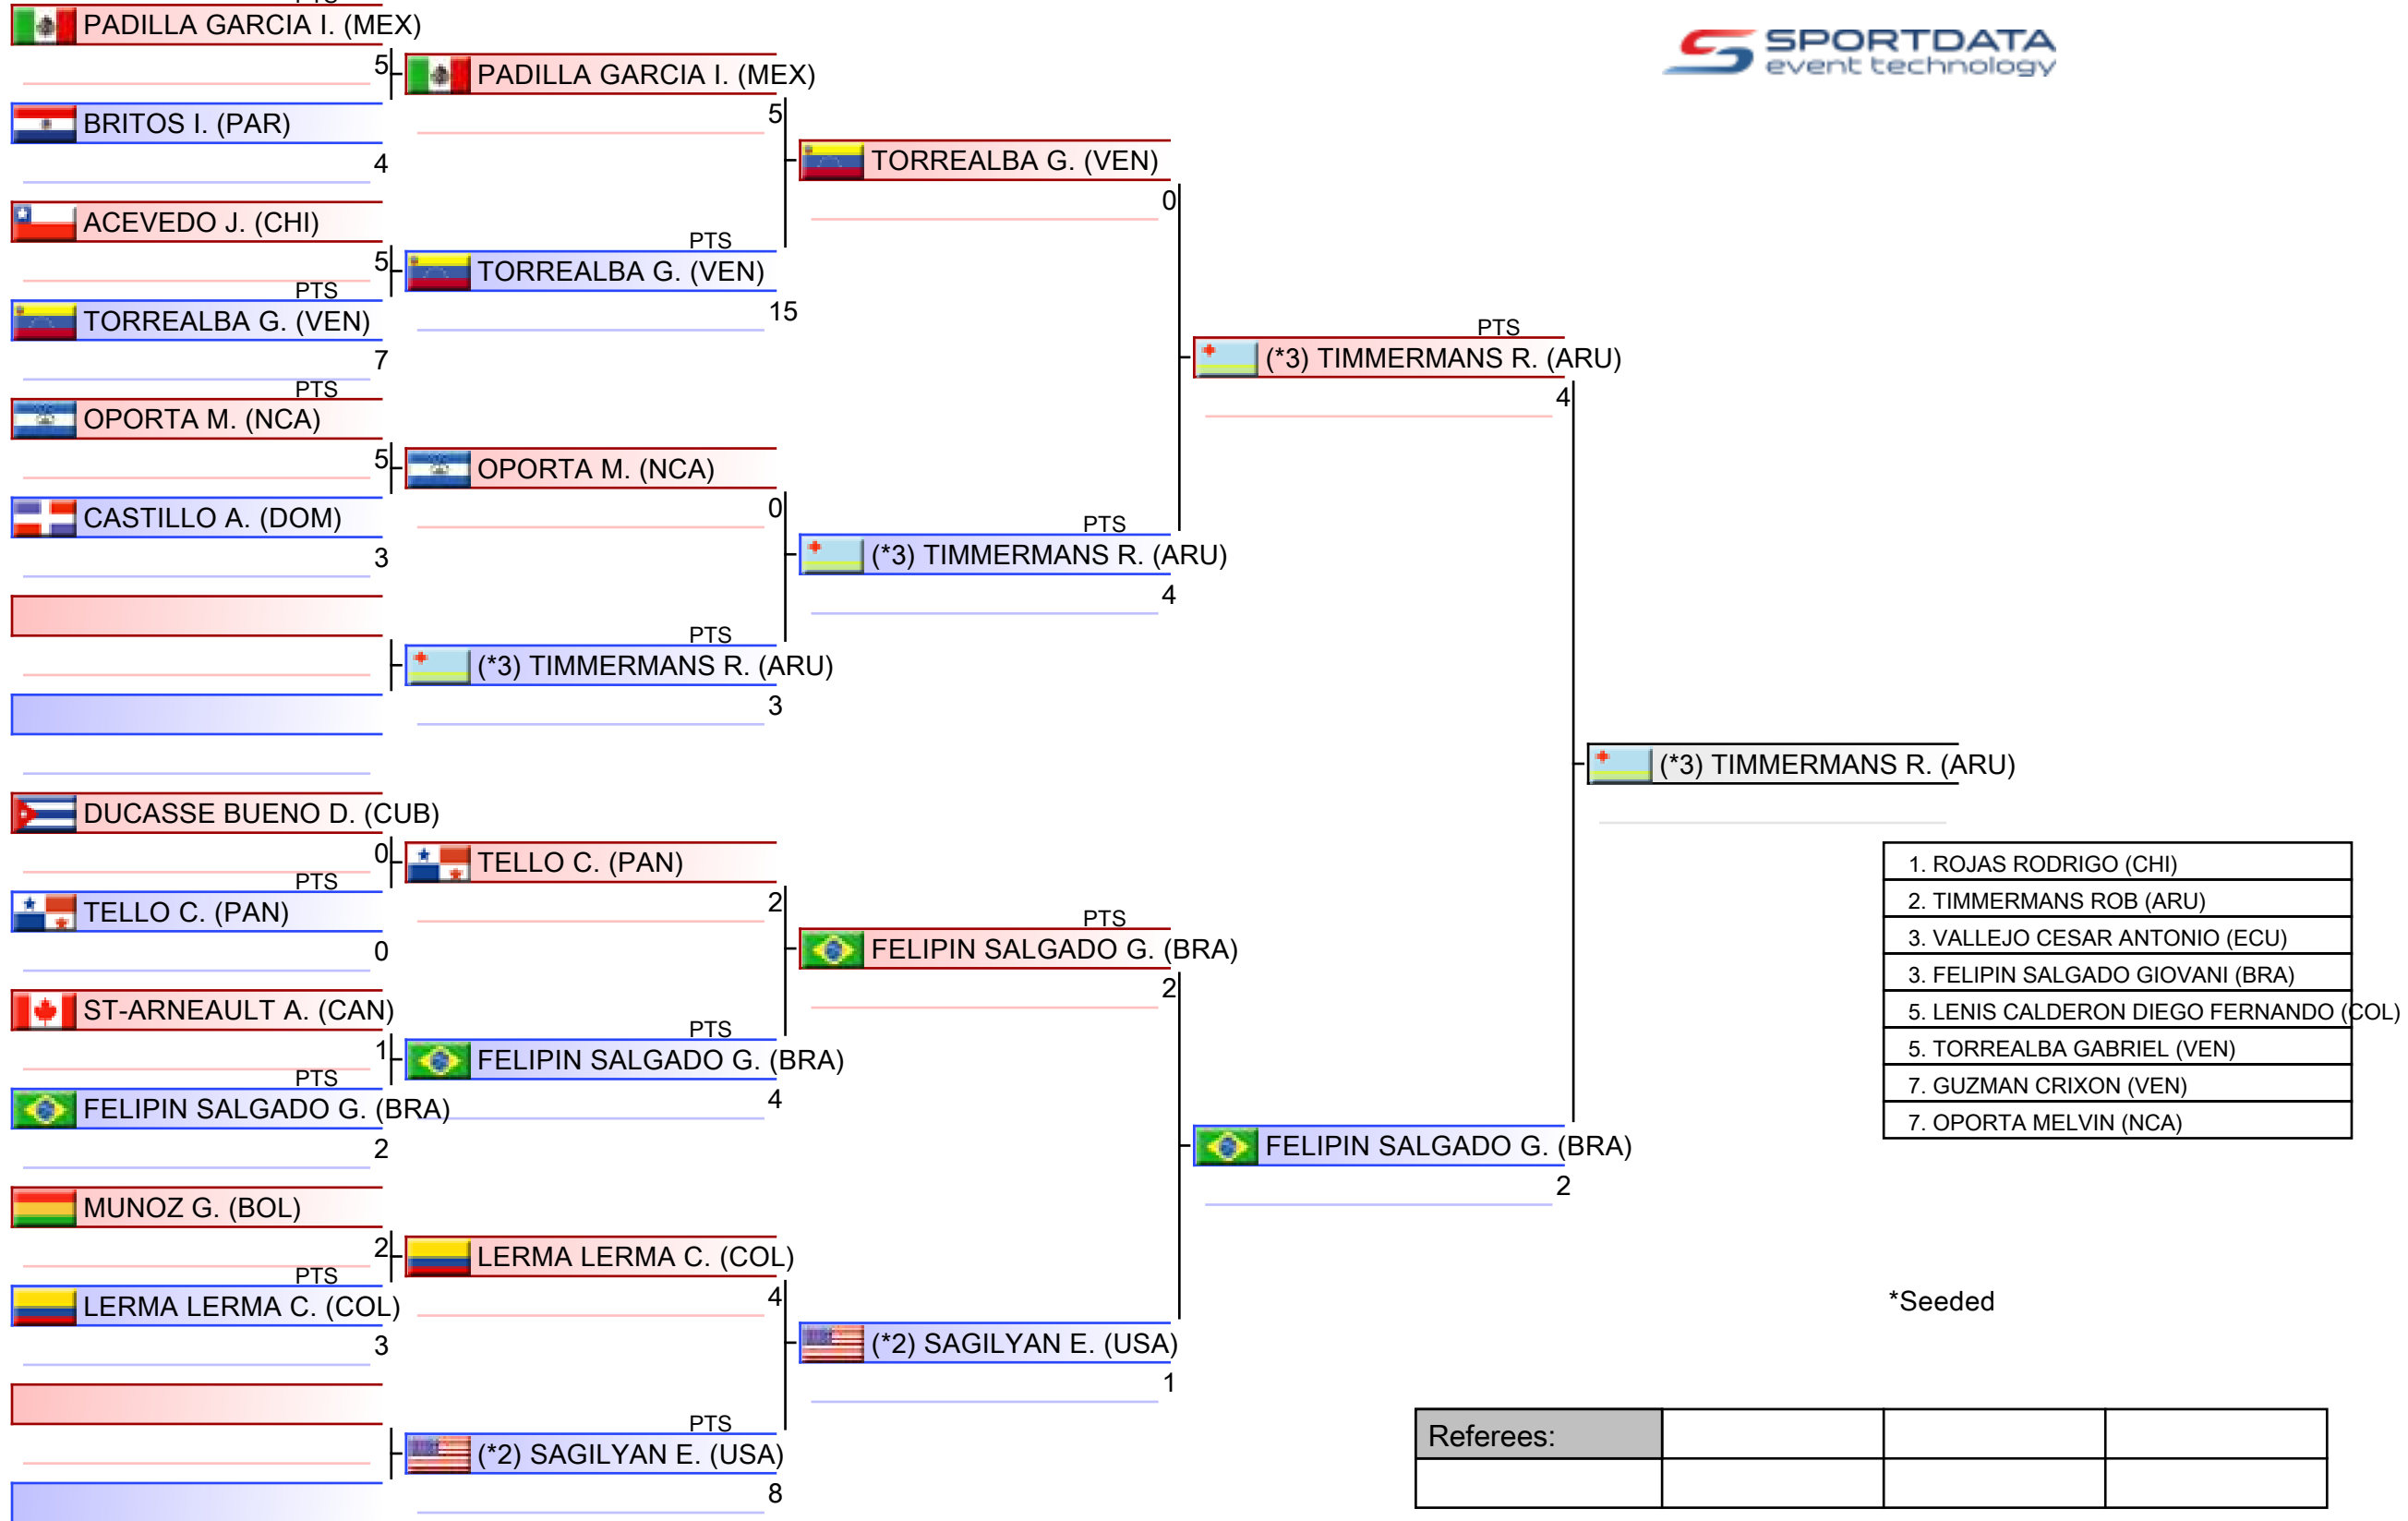 PTS
PADILLA GARCIA I. (MEX)
5
BRITOS I. (PAR)
4
ACEVEDO J. (CHI)
5
PTS
TORREALBA G. (VEN)
7
PTS
OPORTA M. (NCA)
5
CASTILLO A. (DOM)
3
DUCASSE BUENO D. (CUB)
0
PTS
TELLO C. (PAN)
0
ST-ARNEAULT A. (CAN)
1
PTS
FELIPIN SALGADO G. (BRA)
2
MUNOZ G. (BOL)
2
PTS
LERMA LERMA C. (COL)
3
PADILLA GARCIA I. (MEX)
5
PTS
TORREALBA G. (VEN)
15
OPORTA M. (NCA)
0
PTS
(*3) TIMMERMANS R. (ARU)
3
TELLO C. (PAN)
2
PTS
FELIPIN SALGADO G. (BRA)
4
LERMA LERMA C. (COL)
4
PTS
(*2) SAGILYAN E. (USA)
8
TORREALBA G. (VEN)
0
PTS
(*3) TIMMERMANS R. (ARU)
4
PTS
FELIPIN SALGADO G. (BRA)
2
(*2) SAGILYAN E. (USA)
1
PTS
(*3) TIMMERMANS R. (ARU)
4
FELIPIN SALGADO G. (BRA)
2
(*3) TIMMERMANS R. (ARU)
SPORTDATA
event technology
1. ROJAS RODRIGO (CHI)
2. TIMMERMANS ROB (ARU)
3. VALLEJO CESAR ANTONIO (ECU)
3. FELIPIN SALGADO GIOVANI (BRA)
5. LENIS CALDERON DIEGO FERNANDO (COL)
5. TORREALBA GABRIEL (VEN)
7. GUZMAN CRIXON (VEN)
7. OPORTA MELVIN (NCA)
*Seeded
Referees: